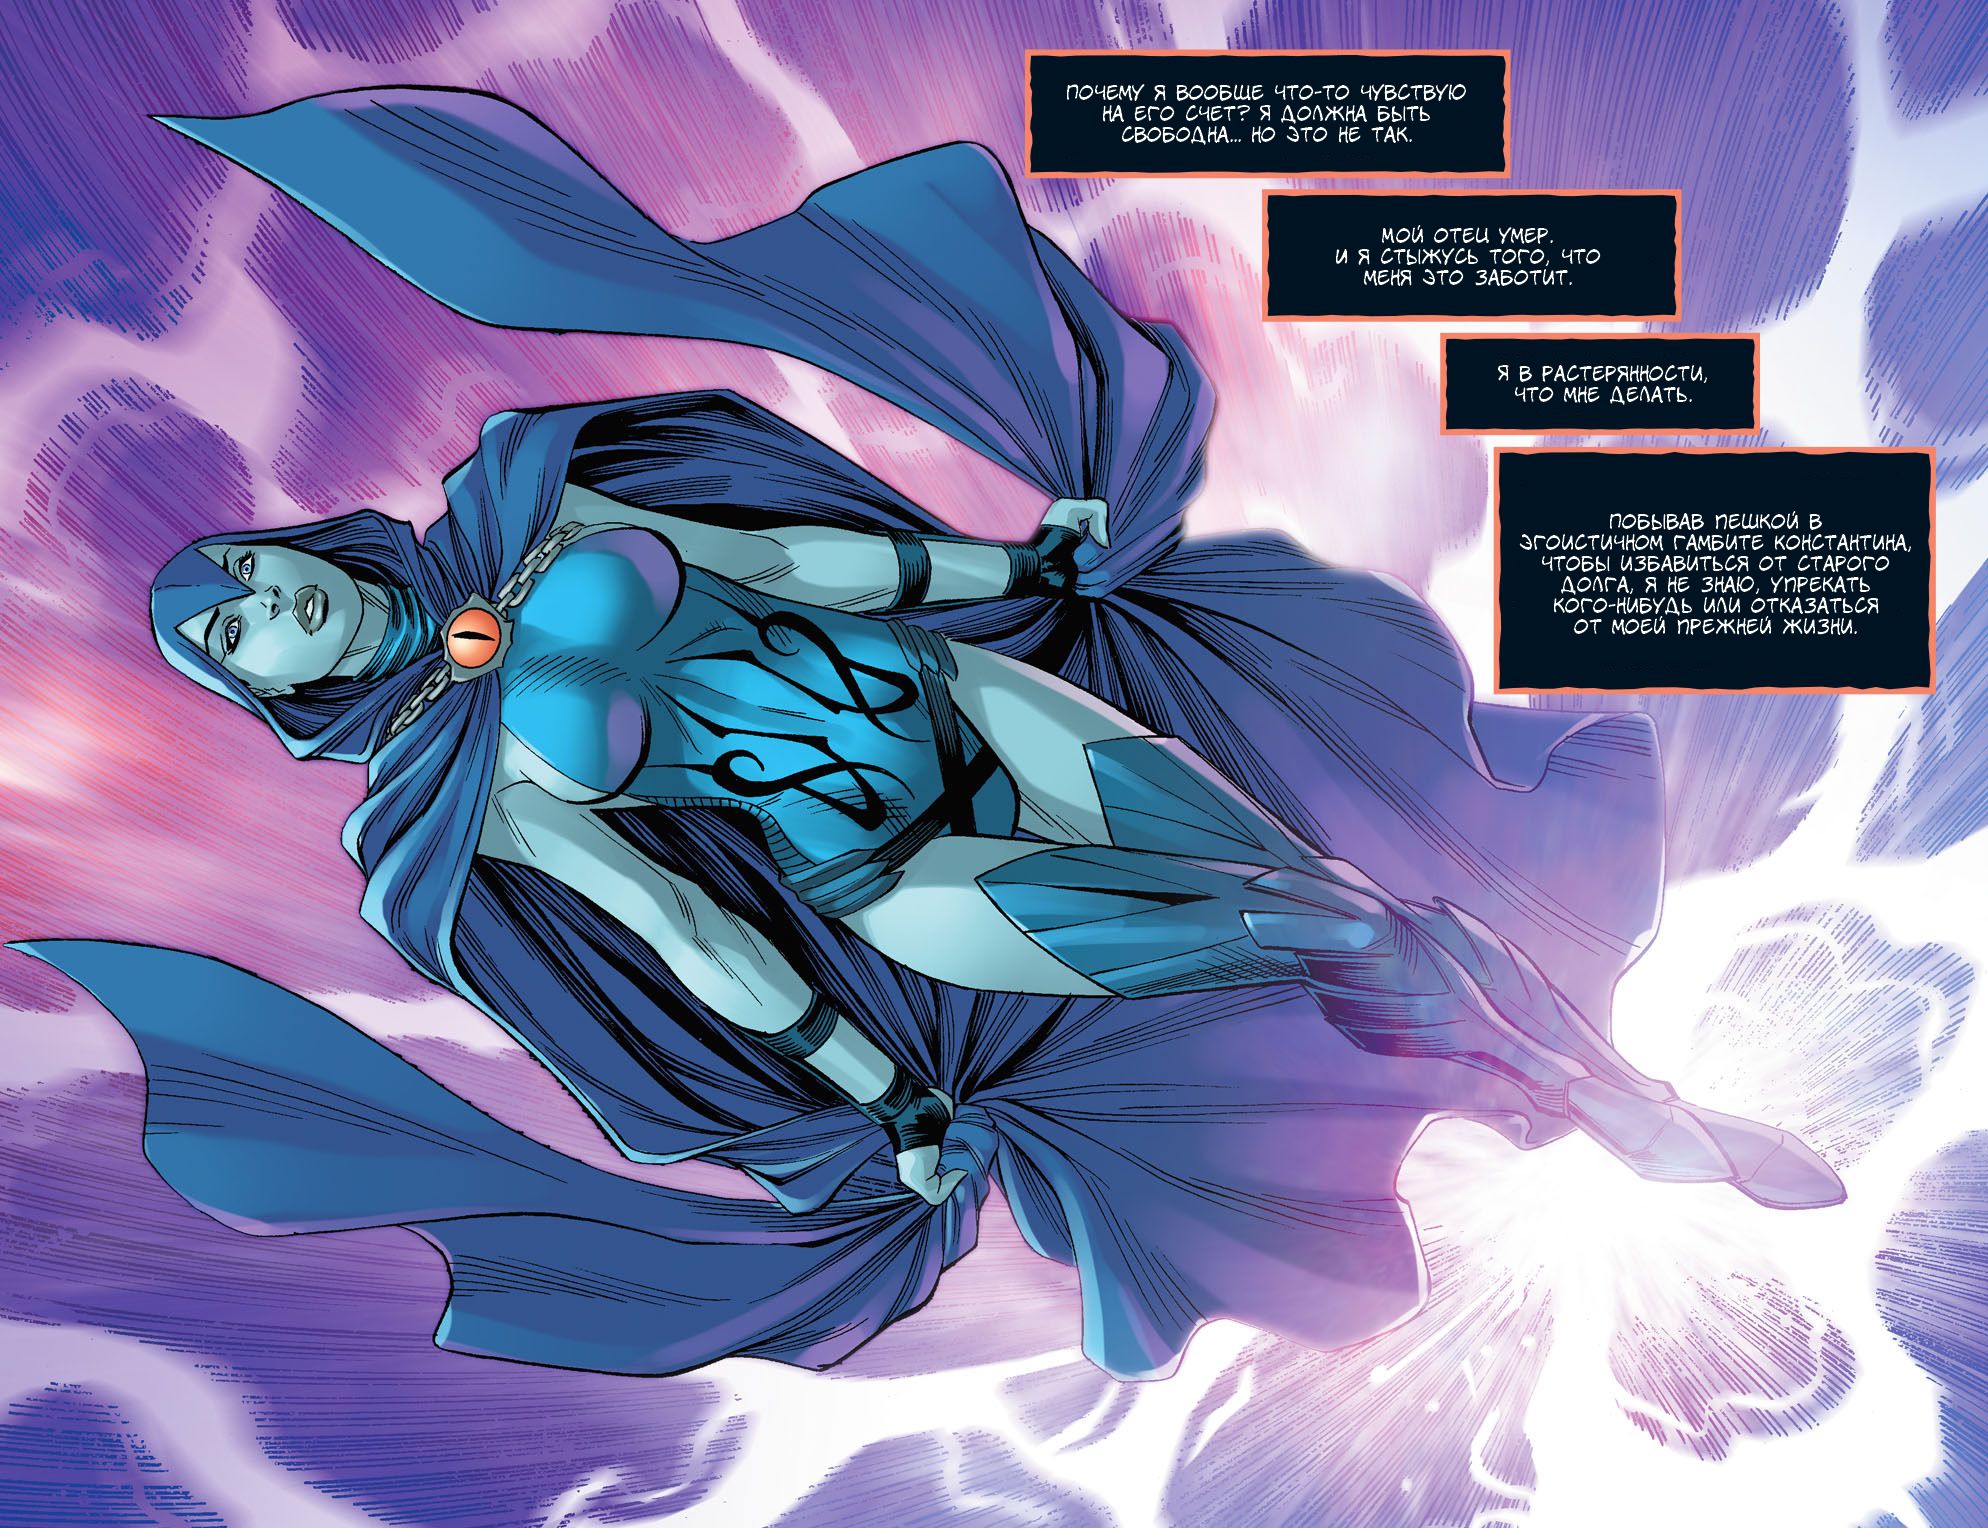 ПОЧЕМУ Я ВООБЩЕ ЧТО-ТО ЧУВСТВУЮ
НА ЕГО СЧЕТ? Я ДОЛЖНА БЫТЬ
СВОБОДНА... НО ЭТО НЕ ТАК.
МОЙ ОТЕЦ УМЕР.
И Я СТЫЖУСЬ ТОГО, ЧТО
МЕНЯ ЭТО ЗАБОТИТ.
Я В РАСТЕРЯННОСТИ,
ЧТО МНЕ ДЕЛАТЬ.
ПОБЫВАВ ПЕШКОЙ В
ЭГОИСТИЧНОМ ГАМБИТЕ КОНСТАНТИНА,
ЧТОБЫ ИЗБАВИТЬСЯ ОТ СТАРОГО
ДОЛГА, Я НЕ ЗНАЮ, УПРЕКАТЬ
КОГО-НИБУДЬ ИЛИ ОТКАЗАТЬСЯ
ОТ МОЕЙ ПРЕЖНЕЙ ЖИЗНИ.